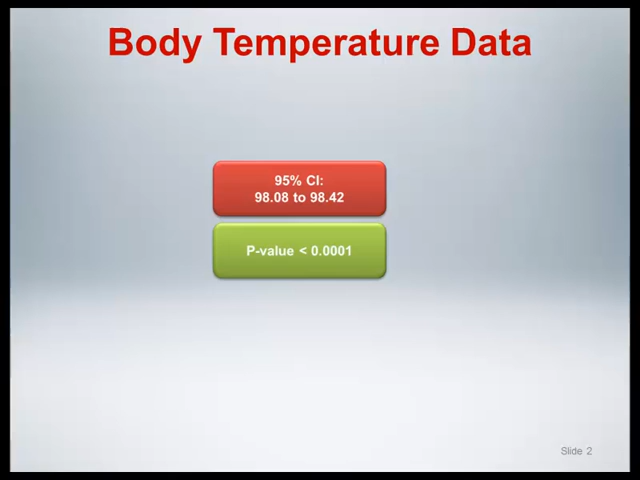 Body Temperature Data
95% CI:
98.08 to 98.42
P-value < 0.0001
Slide 2